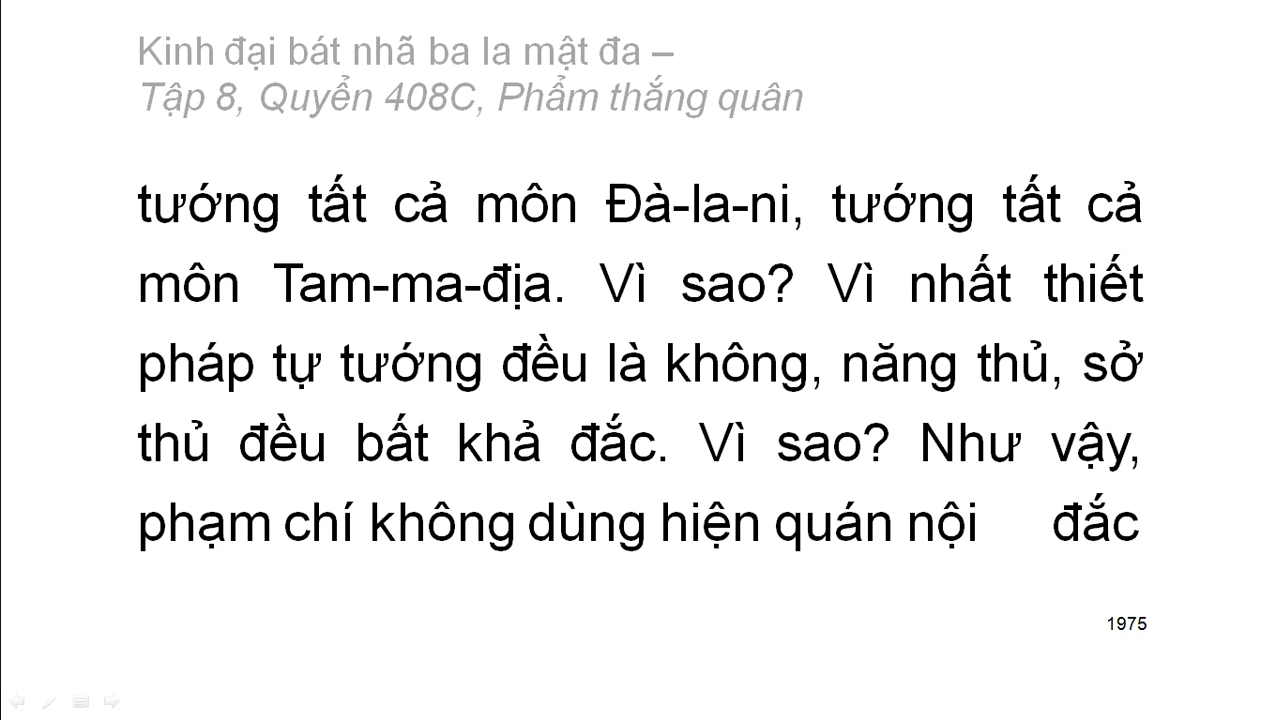 Kinh đại bát nhã ba la mật đa –
Tập 8, Quyển 408C, Phẩm thắng quân
tướng tất cả môn Đà-la-ni, tướng tất cả
môn Tam-ma-địa. Vì sao? Vì nhất thiết
pháp tự tướng đều là không, năng thủ, sở
thủ đều bất khả đắc. Vì sao? Như vậy,
phạm chí không dùng hiện quán nội đắc
1975